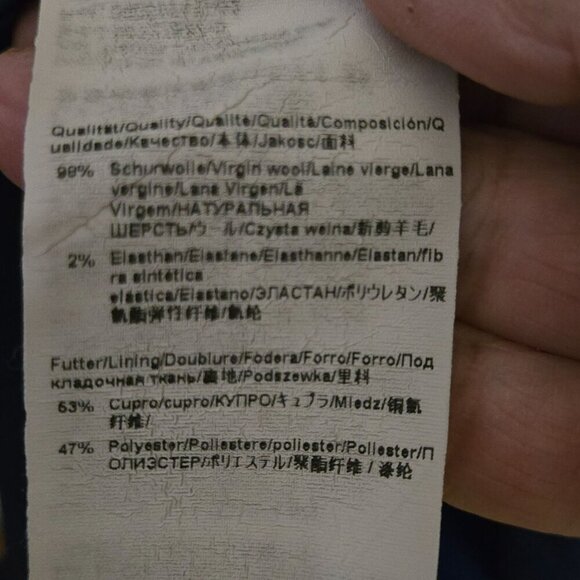 Qualität/Quality/Qualité/Qualità/Composición/Q
ualidade/Качество/本体/Jakosc/面料
98% Schurwolle/Virgin wool/Laine vierge/Lana
vergine/Lana Virgen/Lã
Virgem/НАТУРАЛЬНАЯ
ШЕРСТЬ/ウール/Czysta welna/新剪羊毛/
2% Elasthan/Elastane/Elasthanne/Elastan/fib
ra sintética
elastica/Elastano/ЭЛАСТАН/ポリウレタン/聚
氨酯弹性纤维/氨纶
Futter/Lining/Doublure/Fodera/Forro/Forro/Под
кладочная ткань/裏地/Podszewka/里料
53% Cupro/cupro/КУПРО/キュプラ/Miedz/铜氨
纤维/
47% Polyester/Poliestere/poliester/Poliester/П
ОЛИЭСТЕР/ポリエステル/聚酯纤维 / 涤纶